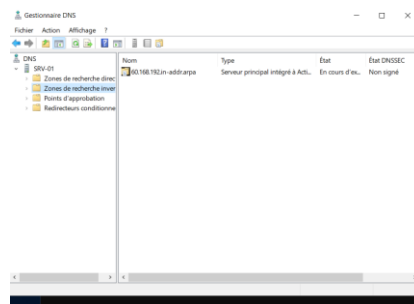 Gestionnaire DNS
Fichier Action Affichage ?
DNS
SRV-01
Zones de recherche direc
Zones de recherche inver
Points d'approbation
Redirecteurs conditionne
Nom Type État État DNSSEC
60.168.192.in-addr.arpa Serveur principal intégré à Acti... En cours d'ex... Non signé